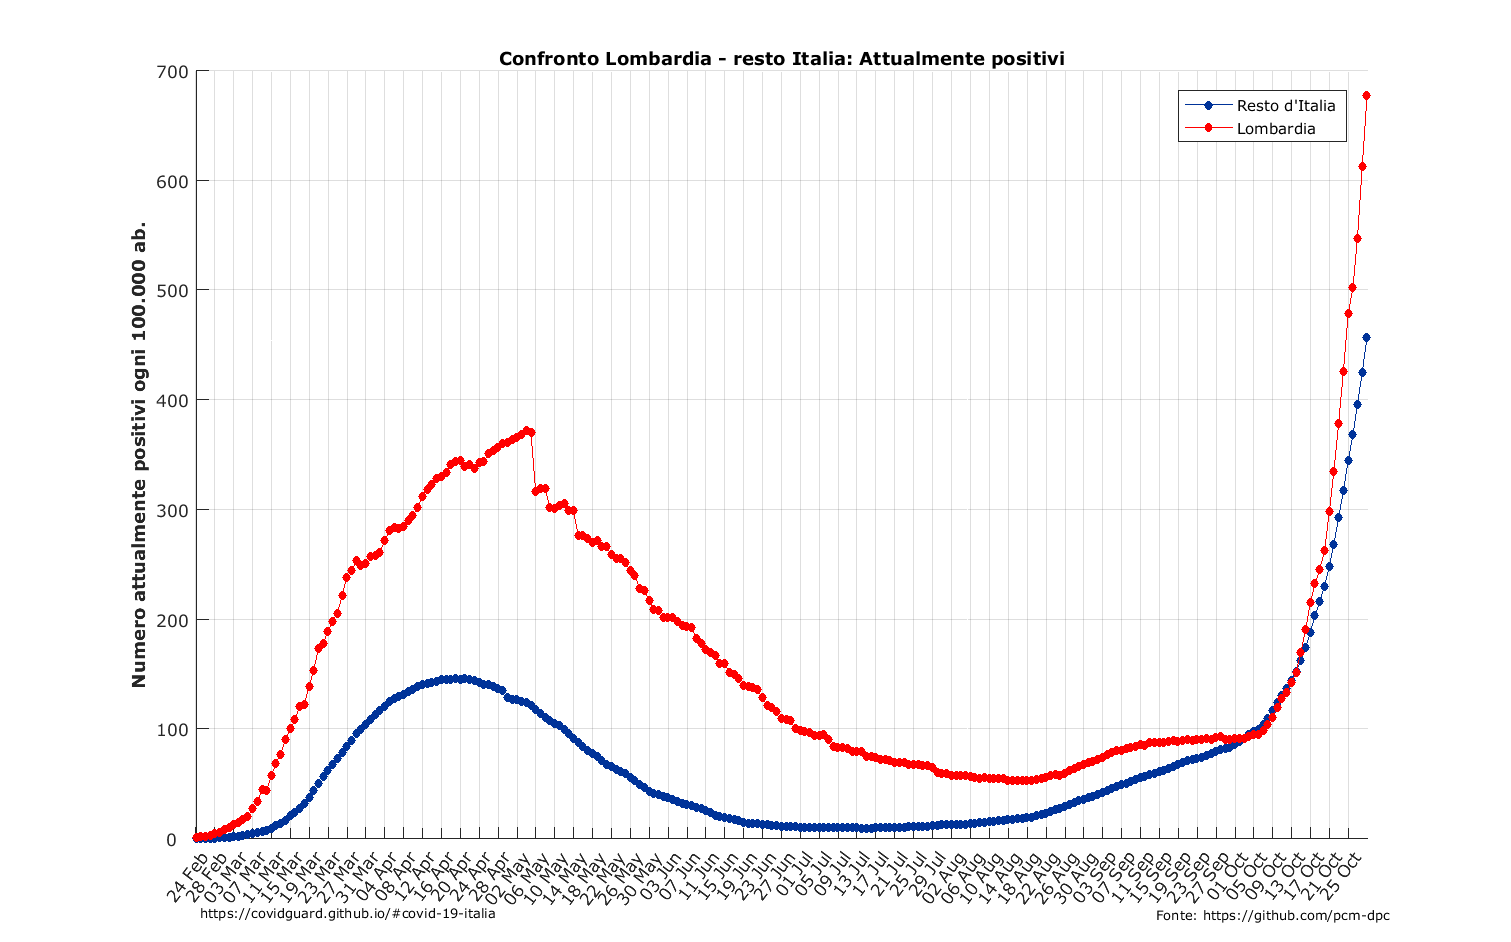 Confronto Lombardia - resto Italia: Attualmente positivi
Resto d'Italia
Lombardia
Numero attualmente positivi ogni 100.000 ab.
700
600
500
400
300
200
100
0
24 Feb
28 Feb
03 Mar
07 Mar
11 Mar
15 Mar
19 Mar
23 Mar
27 Mar
31 Mar
04 Apr
08 Apr
12 Apr
16 Apr
20 Apr
24 Apr
28 Apr
02 May
06 May
10 May
14 May
18 May
22 May
26 May
30 May
03 Jun
07 Jun
11 Jun
15 Jun
19 Jun
23 Jun
27 Jun
01 Jul
05 Jul
09 Jul
13 Jul
17 Jul
21 Jul
25 Jul
29 Jul
02 Aug
06 Aug
10 Aug
14 Aug
18 Aug
22 Aug
26 Aug
30 Aug
03 Sep
07 Sep
11 Sep
15 Sep
19 Sep
23 Sep
27 Sep
01 Oct
05 Oct
09 Oct
13 Oct
17 Oct
21 Oct
25 Oct
https://covidguard.github.io/#covid-19-italia
Fonte: https://github.com/pcm-dpc